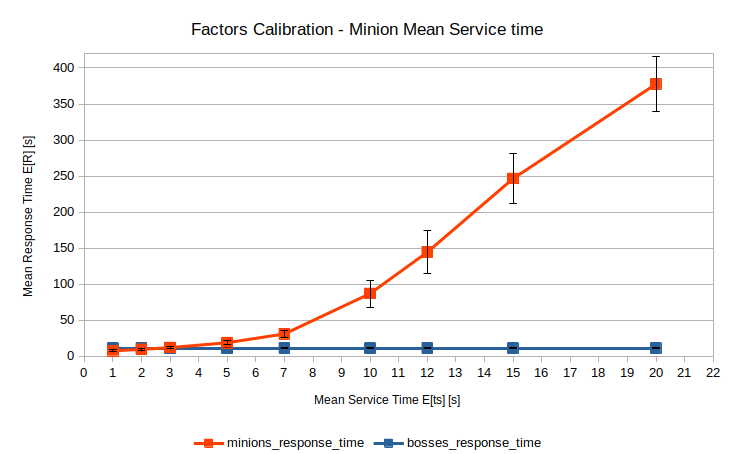 Factors Calibration - Minion Mean Service time
400
350
300
250
200
150
100
50
0
Mean Response Time E[R] [s]
0 1 2 3 4 5 6 7 8 9 10 11 12 13 14 15 16 17 18 19 20 21 22
Mean Service Time E[ts] [s]
minions_response_time bosses_response_time